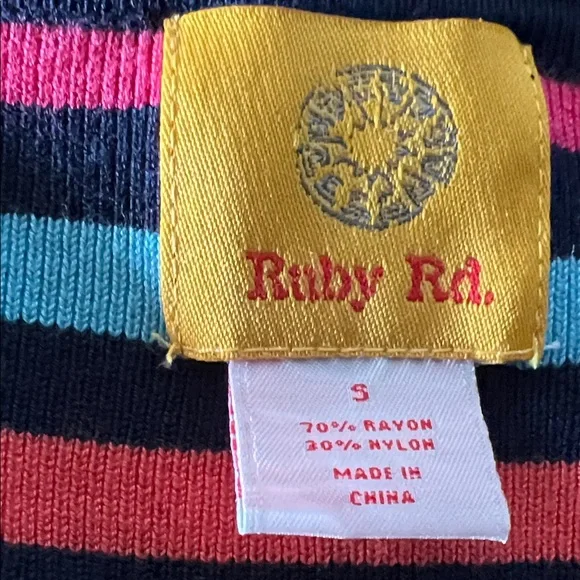 Ruby Rd.
S
70% RAYON
30% NYLON
MADE IN
CHINA